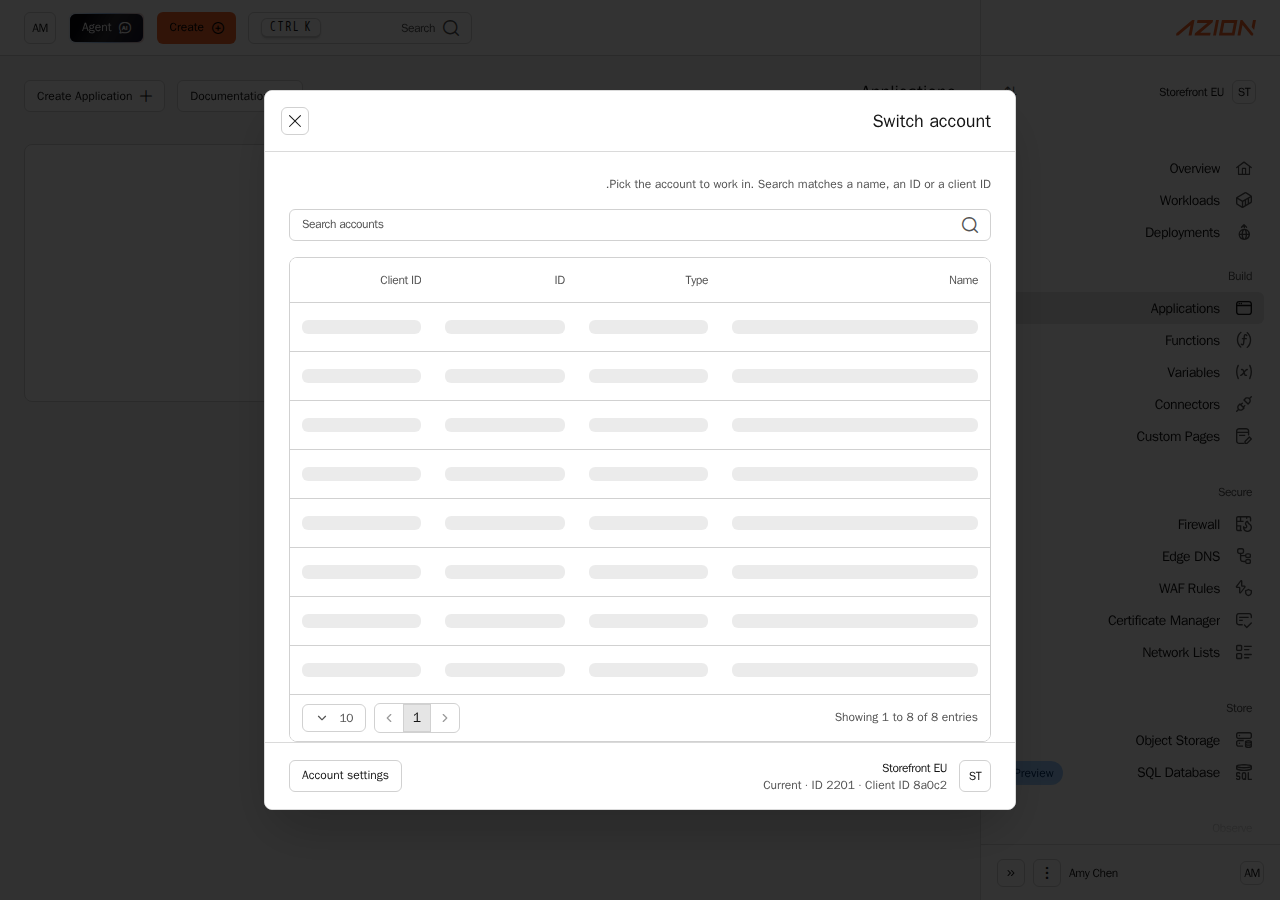 AM
Agent
Create
CTRL K
Search
AZION
Create Application
Documentatio
Applications
Storefront EU
ST
Switch account
.Pick the account to work in. Search matches a name, an ID or a client ID
Search accounts
Client ID
ID
Type
Name
10
1
Showing 1 to 8 of 8 entries
Account settings
Storefront EU
Current · ID 2201 · Client ID 8a0c2
ST
Overview
Workloads
Deployments
Build
Applications
Functions
Variables
Connectors
Custom Pages
Secure
Firewall
Edge DNS
WAF Rules
Certificate Manager
Network Lists
Store
Object Storage
SQL Database
Preview
Observe
Amy Chen
AM